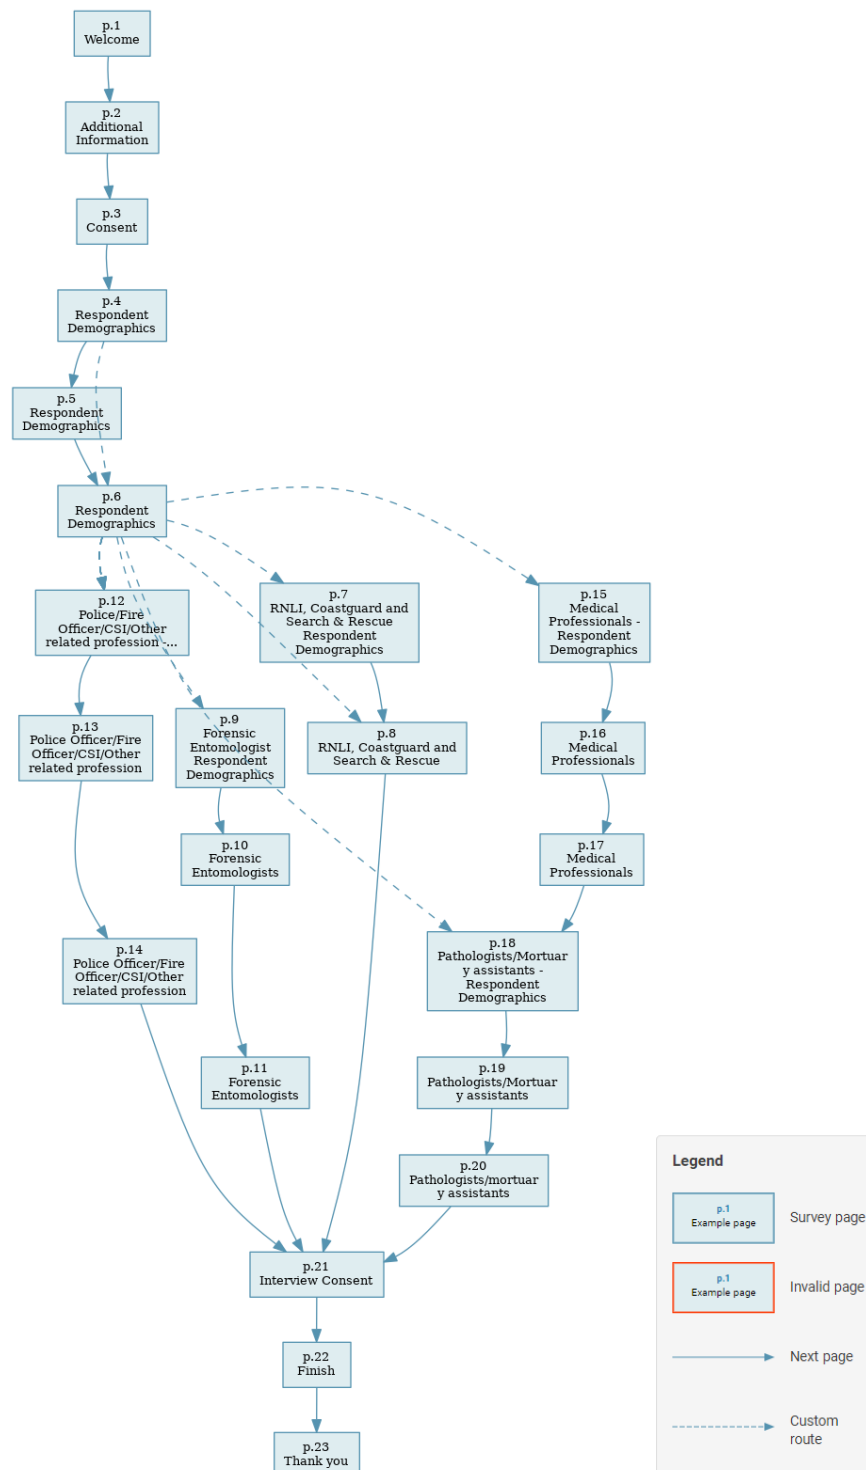 p.1
Welcome
p.2
Additional
Information
p.3
Consent
p.4
Respondent
Demographics
p.5
Respondent
Demographics
p.6
Respondent
Demographics
p.12
Police/Fire
Officer/CSI/Other
related profession -...
p.7
RNLI, Coastguard and
Search & Rescue
Respondent
Demographics
p.15
Medical
Professionals -
Respondent
Demographics
p.13
Police Officer/Fire
Officer/CSI/Other
related profession
p.9
Forensic
Entomologist
Respondent
Demographics
p.8
RNLI, Coastguard and
Search & Rescue
p.16
Medical
Professionals
p.10
Forensic
Entomologists
p.17
Medical
Professionals
p.14
Police Officer/Fire
Officer/CSI/Other
related profession
p.18
Pathologists/Mortuar
y assistants -
Respondent
Demographics
p.11
Forensic
Entomologists
p.19
Pathologists/Mortuar
y assistants
p.20
Pathologists/mortuar
y assistants
p.21
Interview Consent
p.22
Finish
p.23
Thank you
Legend
p.1
Example page
Survey page
p.1
Example page
Invalid page
Next page
Custom
route